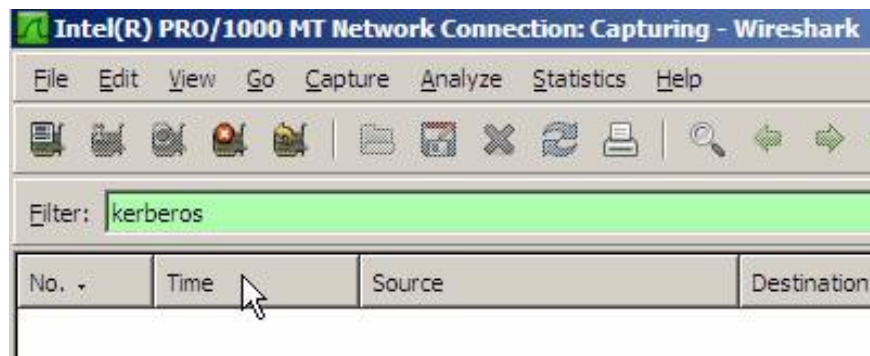 Intel(R) PRO/1000 MT Network Connection: Capturing - Wireshark
File Edit View Go Capture Analyze Statistics Help
Filter: kerberos
No. Time Source Destination